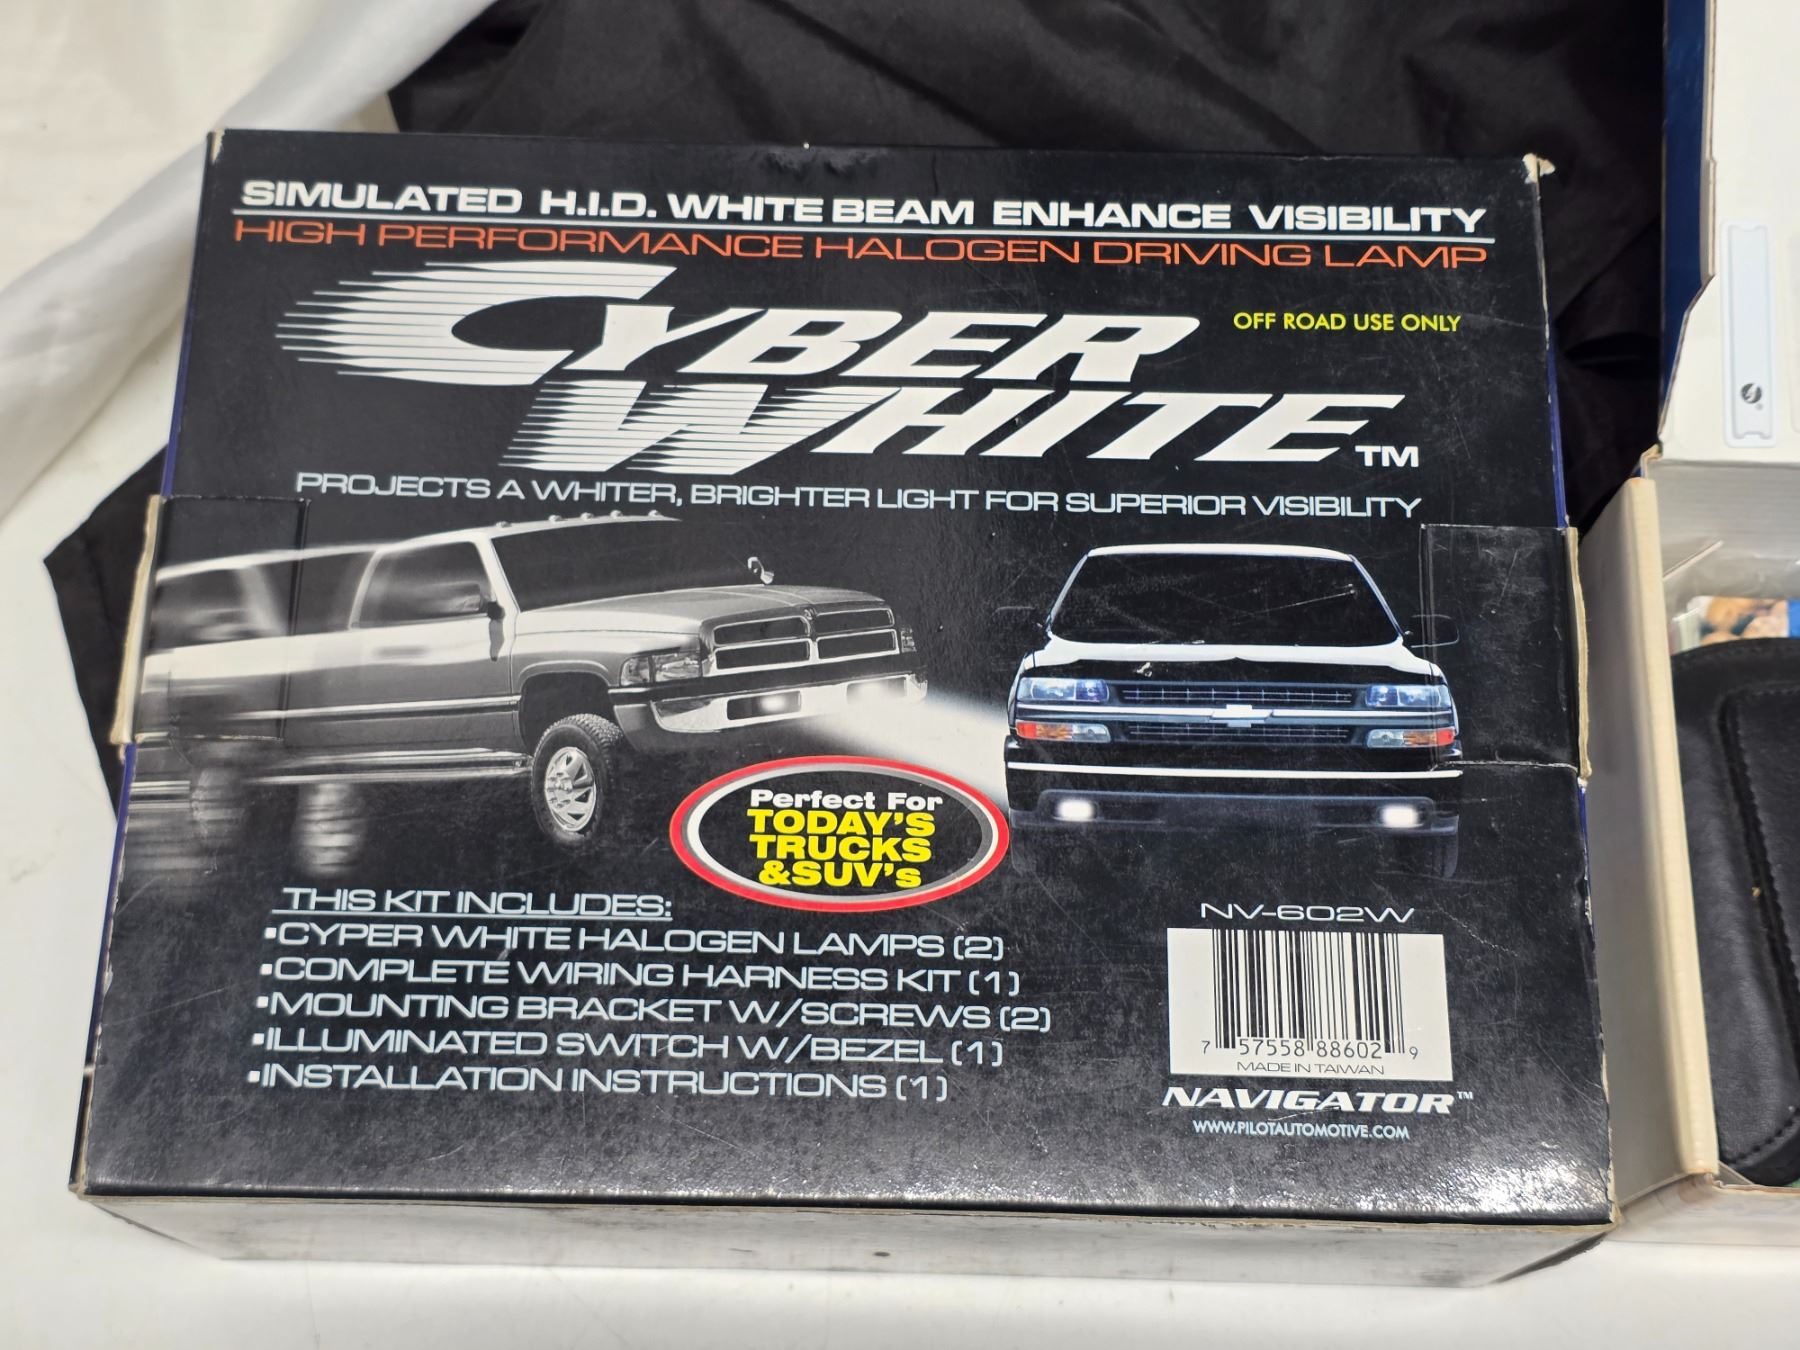 SIMULATED H.I.D. WHITE BEAM ENHANCE VISIBILITY
HIGH PERFORMANCE HALOGEN DRIVING LAMP
OFF ROAD USE ONLY
CYBER
WHITE™
PROJECTS A WHITER, BRIGHTER LIGHT FOR SUPERIOR VISIBILITY
Perfect For
TODAY'S
TRUCKS
&SUV's
THIS KIT INCLUDES:
▪CYPER WHITE HALOGEN LAMPS (2)
▪COMPLETE WIRING HARNESS KIT (1)
▪MOUNTING BRACKET W/SCREWS (2)
▪ILLUMINATED SWITCH W/BEZEL (1)
▪INSTALLATION INSTRUCTIONS (1)
NV-602W
7 57558 88602 9
MADE IN TAIWAN
NAVIGATOR™
WWW.PILOTAUTOMOTIVE.COM